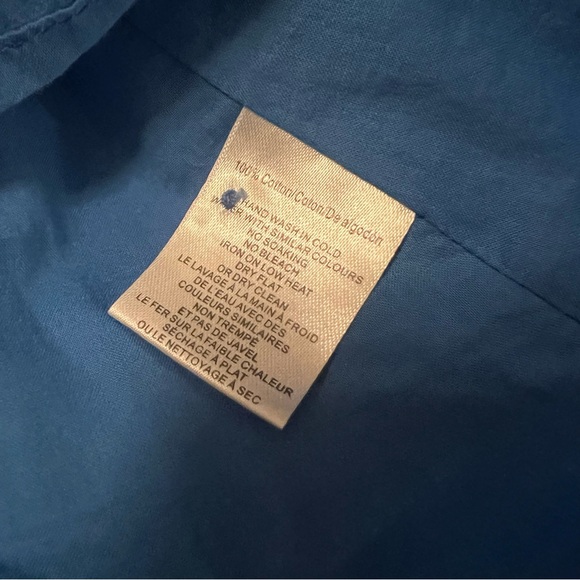 100% Cotton/Coton/De algodón
HAND WASH IN COLD
WATER WITH SIMILAR COLOURS
NO SOAKING
NO BLEACH
IRON ON LOW HEAT
DRY FLAT
OR DRY CLEAN
LE LAVAGE À LA MAIN À FROID
DE L'EAU AVEC DES
COULEURS SIMILAIRES
NON TREMPÉ
ET PAS DE JAVEL
LE FER SUR LA FAIBLE CHALEUR
SÉCHAGE À PLAT
OU LE NETTOYAGE À SEC